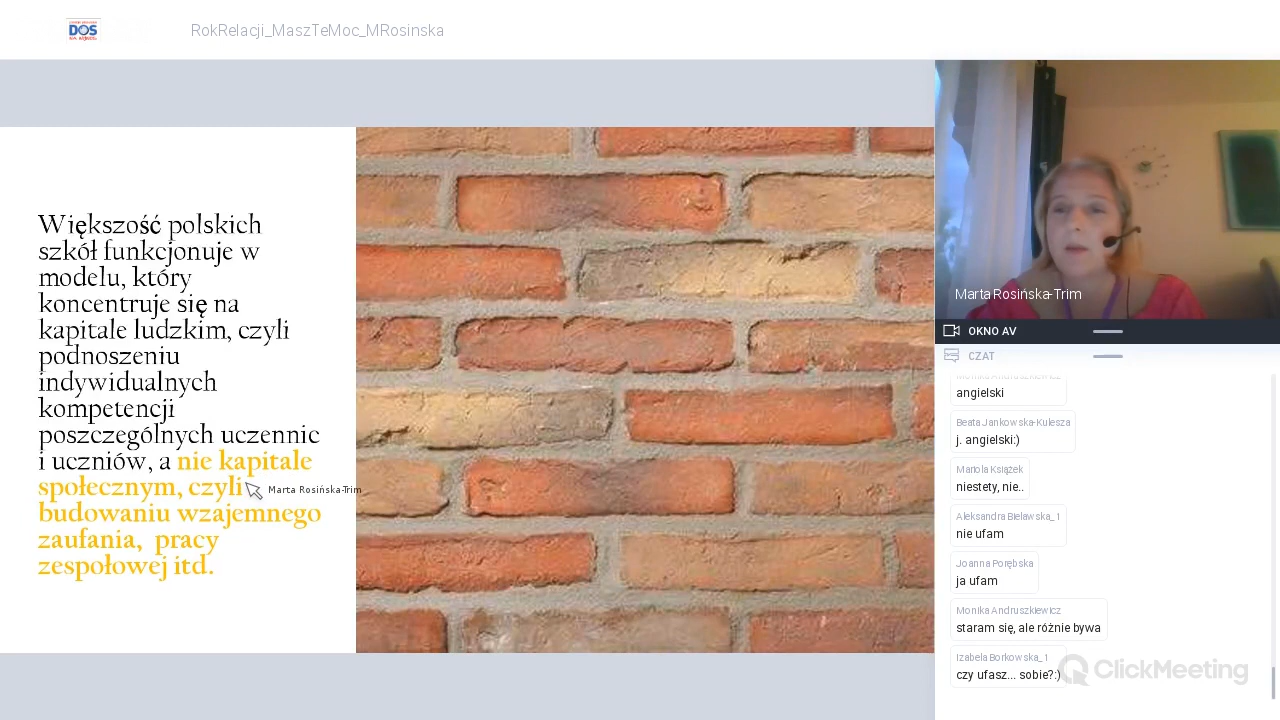 DOS
RokRelacji_MaszTeMoc_MRosinska
Większość polskich
szkół funkcjonuje w
modelu, który
koncentruje się na
kapitale ludzkim, czyli
podnoszeniu
indywidualnych
kompetencji
poszczególnych uczennic
i uczniów, a nie kapitale
społecznym, czyli
budowaniu wzajemnego
zaufania, pracy
zespołowej itd.
Marta Rosińska-Trim
Marta Rosińska-Trim
OKNO AV
CZAT
Monika Andruszkiewicz
angielski
Beata Jankowska-Kulesza
j. angielski:)
Mariola Książek
niestety, nie..
Aleksandra Bielawska_1
nie ufam
Joanna Porębska
ja ufam
Monika Andruszkiewicz
staram się, ale różnie bywa
Izabela Borkowska_1
czy ufasz... sobie?:)
ClickMeeting